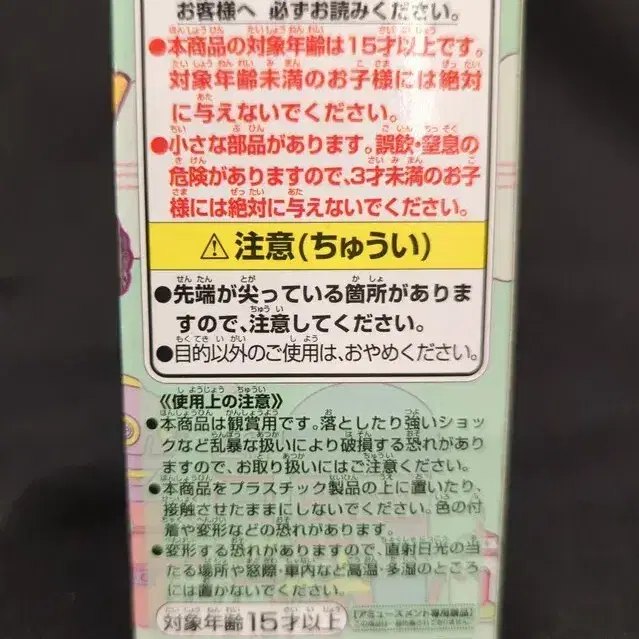 お客様へ 必ずお読みください。
●本商品の対象年齢は15才以上です。
対象年齢未満のお子様には絶対
に与えないでください。
●小さな部品があります。誤飲・窒息の
危険がありますので、3才未満のお子
様には絶対に与えないでください。
⚠注意(ちゅうい)
●先端が尖っている箇所がありま
すので、注意してください。
●目的以外のご使用は、おやめください。
《使用上の注意》
●本商品は観賞用です。落としたり強いショッ
クなど乱暴な扱いにより破損する恐れがあり
ますので、お取り扱いにはご注意ください。
●本商品をプラスチック製品の上に置いたり、
接触させたままにしないでください。色の付
着や変形などの恐れがあります。
●変形する恐れがありますので、直射日光の当
たる場所や窓際・車内など高温・多湿のところ
には置かないでください。
対象年齢15才以上